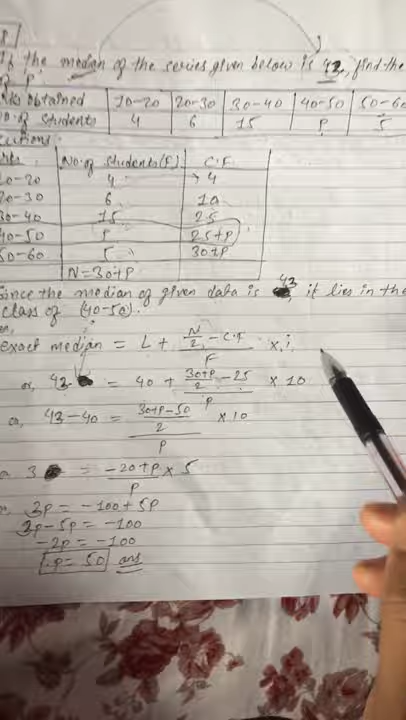 If the median of the series given below is 43, find the
obtained 10-20 20-30 30-40 40-50 50-60
No. of students 4 6 15 P 5
No. of students (F) C.F
10-20 4 → 4
20-30 6 10
30-40 15 25
40-50 P 25+P
50-60 5 30+P
N=30+P
Since the median of given data is 43 it lies in the
class of (40-50).
exact median = L + N/2 - C.F / F × i
or, 43 = 40 + 30+P/2 - 25 / P × 10
or, 43-40 = 30+P-50/2 / P × 10
3 = -20+P/P × 5
3P = -100+5P
3P-5P = -100
-2P = -100
P = 50 ans